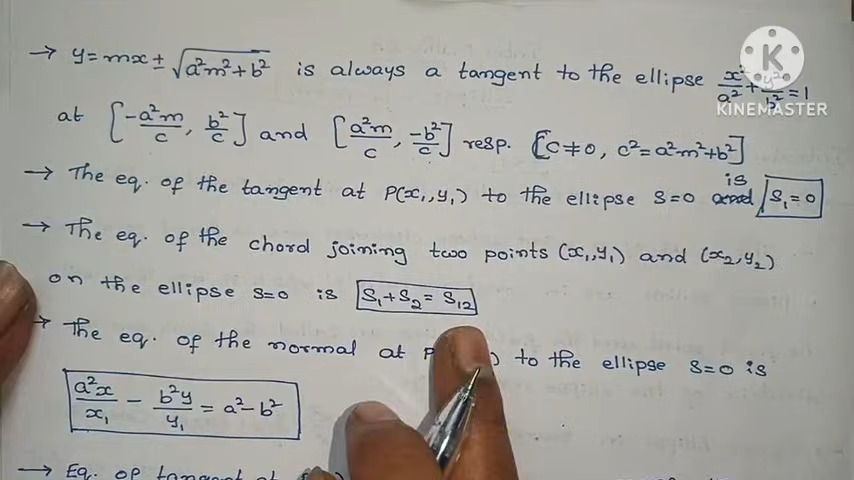 → y = mx ± √a²m²+b² is always a tangent to the ellipse x²/a² + y²/b² = 1
KINEMASTER
at [-a²m/c, b²/c] and [a²m/c, -b²/c] resp. [C ≠ 0, c² = a²m²+b²]
→ The eq. of the tangent at P(x₁,y₁) to the ellipse S=0 is S₁=0
→ The eq. of the chord joining two points (x₁,y₁) and (x₂,y₂)
on the ellipse S=0 is S₁+S₂=S₁₂
→ The eq. of the normal at P ) to the ellipse S=0 is
a²x/x₁ - b²y/y₁ = a²-b²
→ Eq. of tangent at